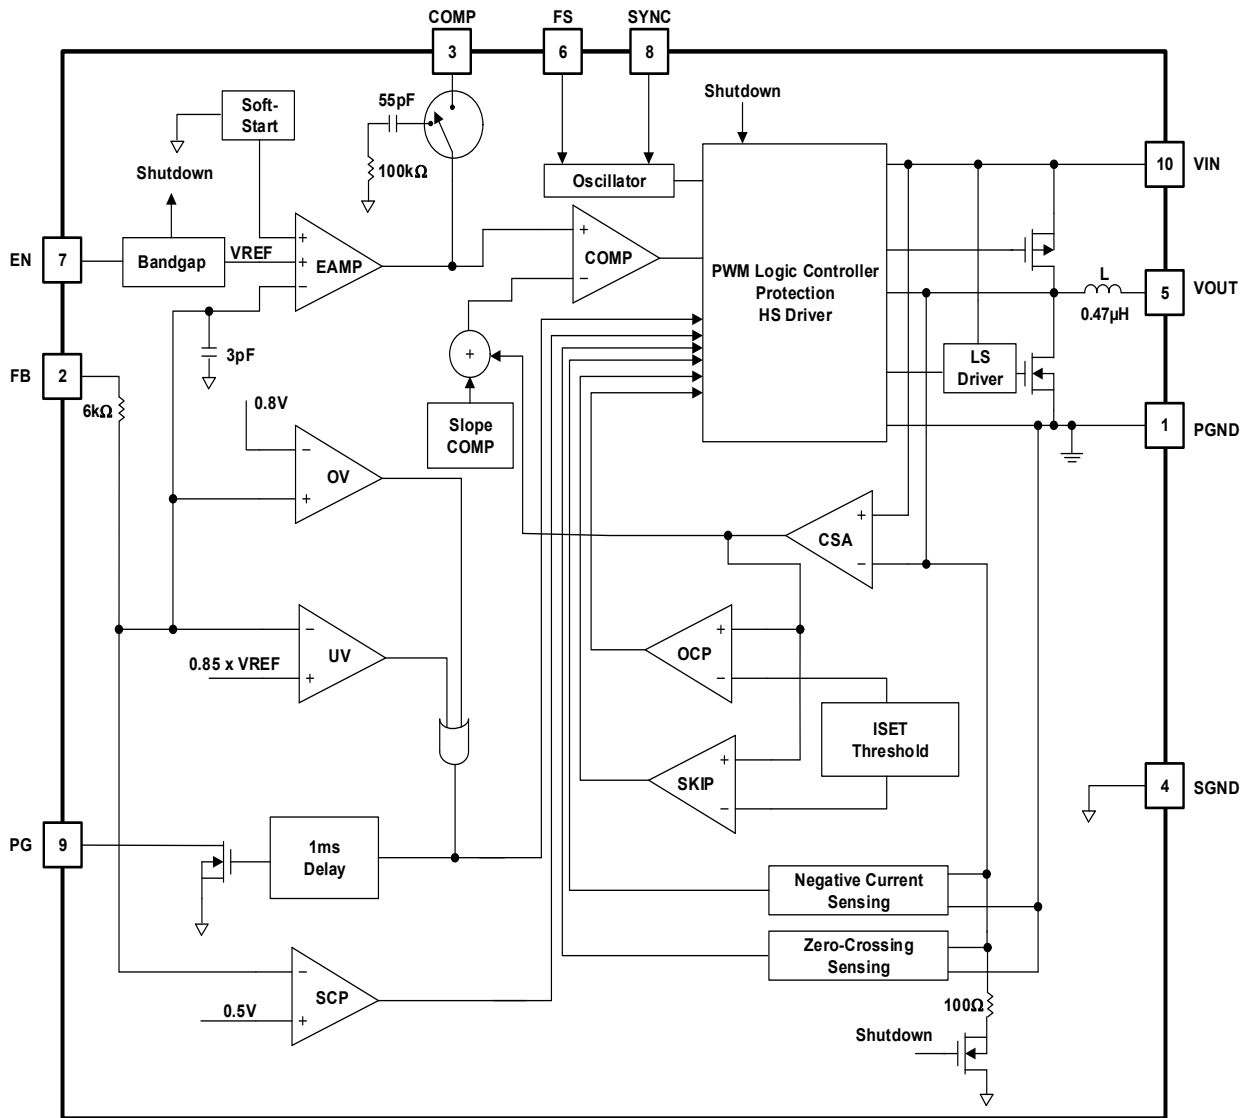 COMP
FS
SYNC
3
6
8
Soft-
Start
55pF
Shutdown
100kΩ
Oscillator
Shutdown
10
VIN
EN
7
Bandgap
VREF
+
+
−
EAMP
+
−
COMP
PWM Logic Controller
Protection
HS Driver
L
0.47µH
5
VOUT
3pF
+
LS
Driver
FB
2
6kΩ
0.8V
Slope
COMP
1
PGND
−
+
OV
+
−
CSA
−
+
UV
0.85 x VREF
+
−
OCP
ISET
Threshold
+
−
SKIP
4
SGND
PG
9
1ms
Delay
Negative Current
Sensing
Zero-Crossing
Sensing
−
+
SCP
0.5V
100Ω
Shutdown